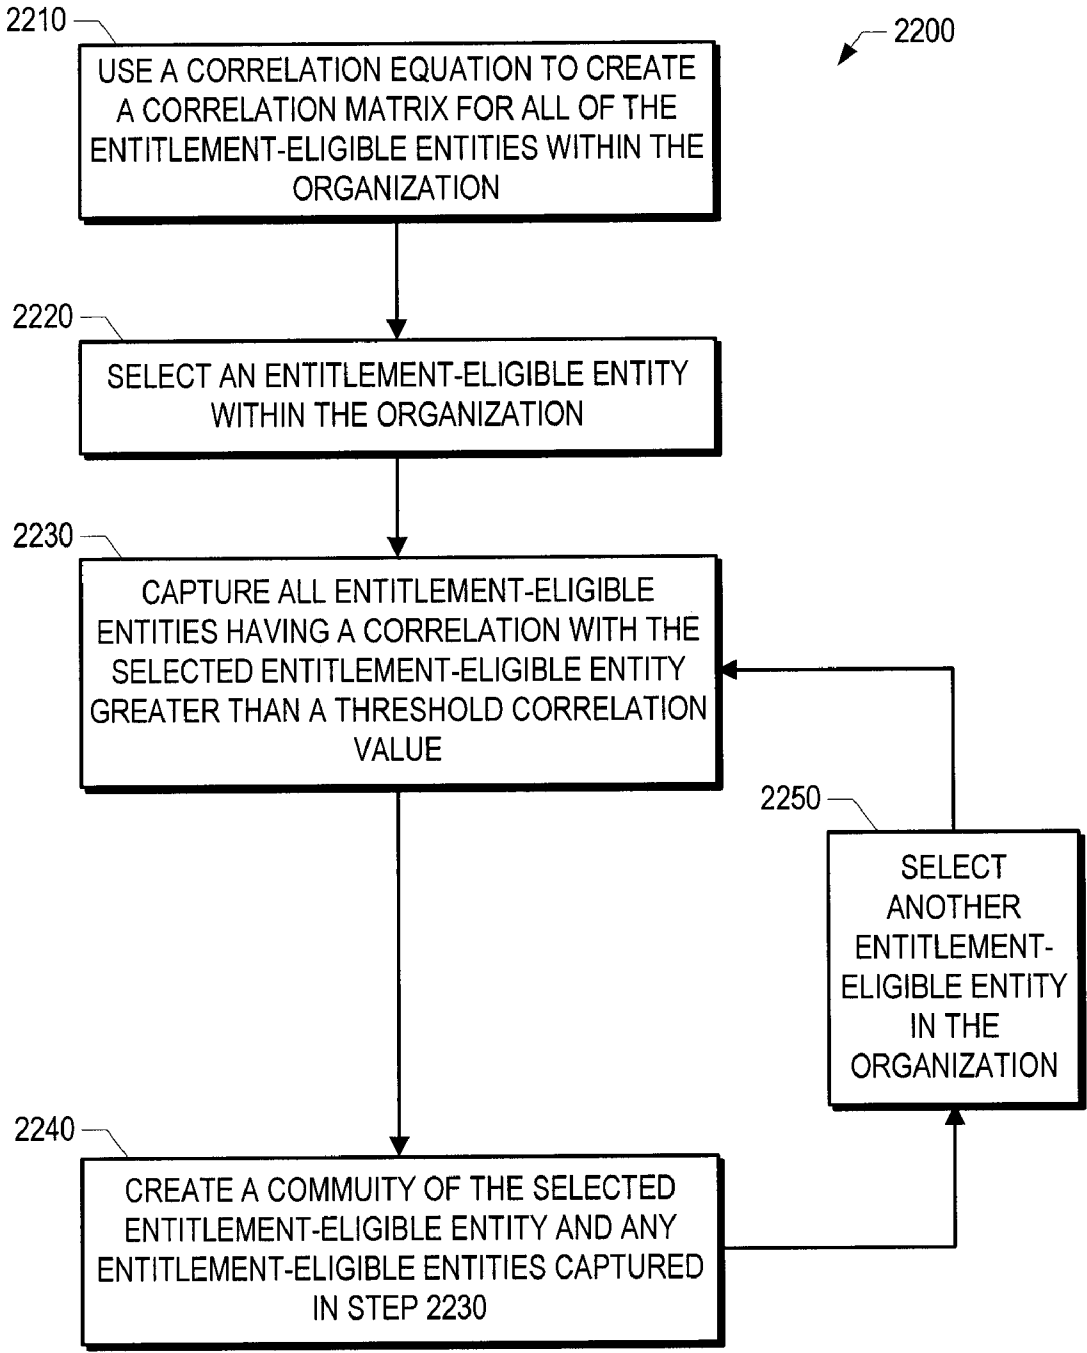 2210
2200
USE A CORRELATION EQUATION TO CREATE
A CORRELATION MATRIX FOR ALL OF THE
ENTITLEMENT-ELIGIBLE ENTITIES WITHIN THE
ORGANIZATION
2220
SELECT AN ENTITLEMENT-ELIGIBLE ENTITY
WITHIN THE ORGANIZATION
2230
CAPTURE ALL ENTITLEMENT-ELIGIBLE
ENTITIES HAVING A CORRELATION WITH THE
SELECTED ENTITLEMENT-ELIGIBLE ENTITY
GREATER THAN A THRESHOLD CORRELATION
VALUE
2250
SELECT
ANOTHER
ENTITLEMENT-
ELIGIBLE ENTITY
IN THE
ORGANIZATION
2240
CREATE A COMMUITY OF THE SELECTED
ENTITLEMENT-ELIGIBLE ENTITY AND ANY
ENTITLEMENT-ELIGIBLE ENTITIES CAPTURED
IN STEP 2230